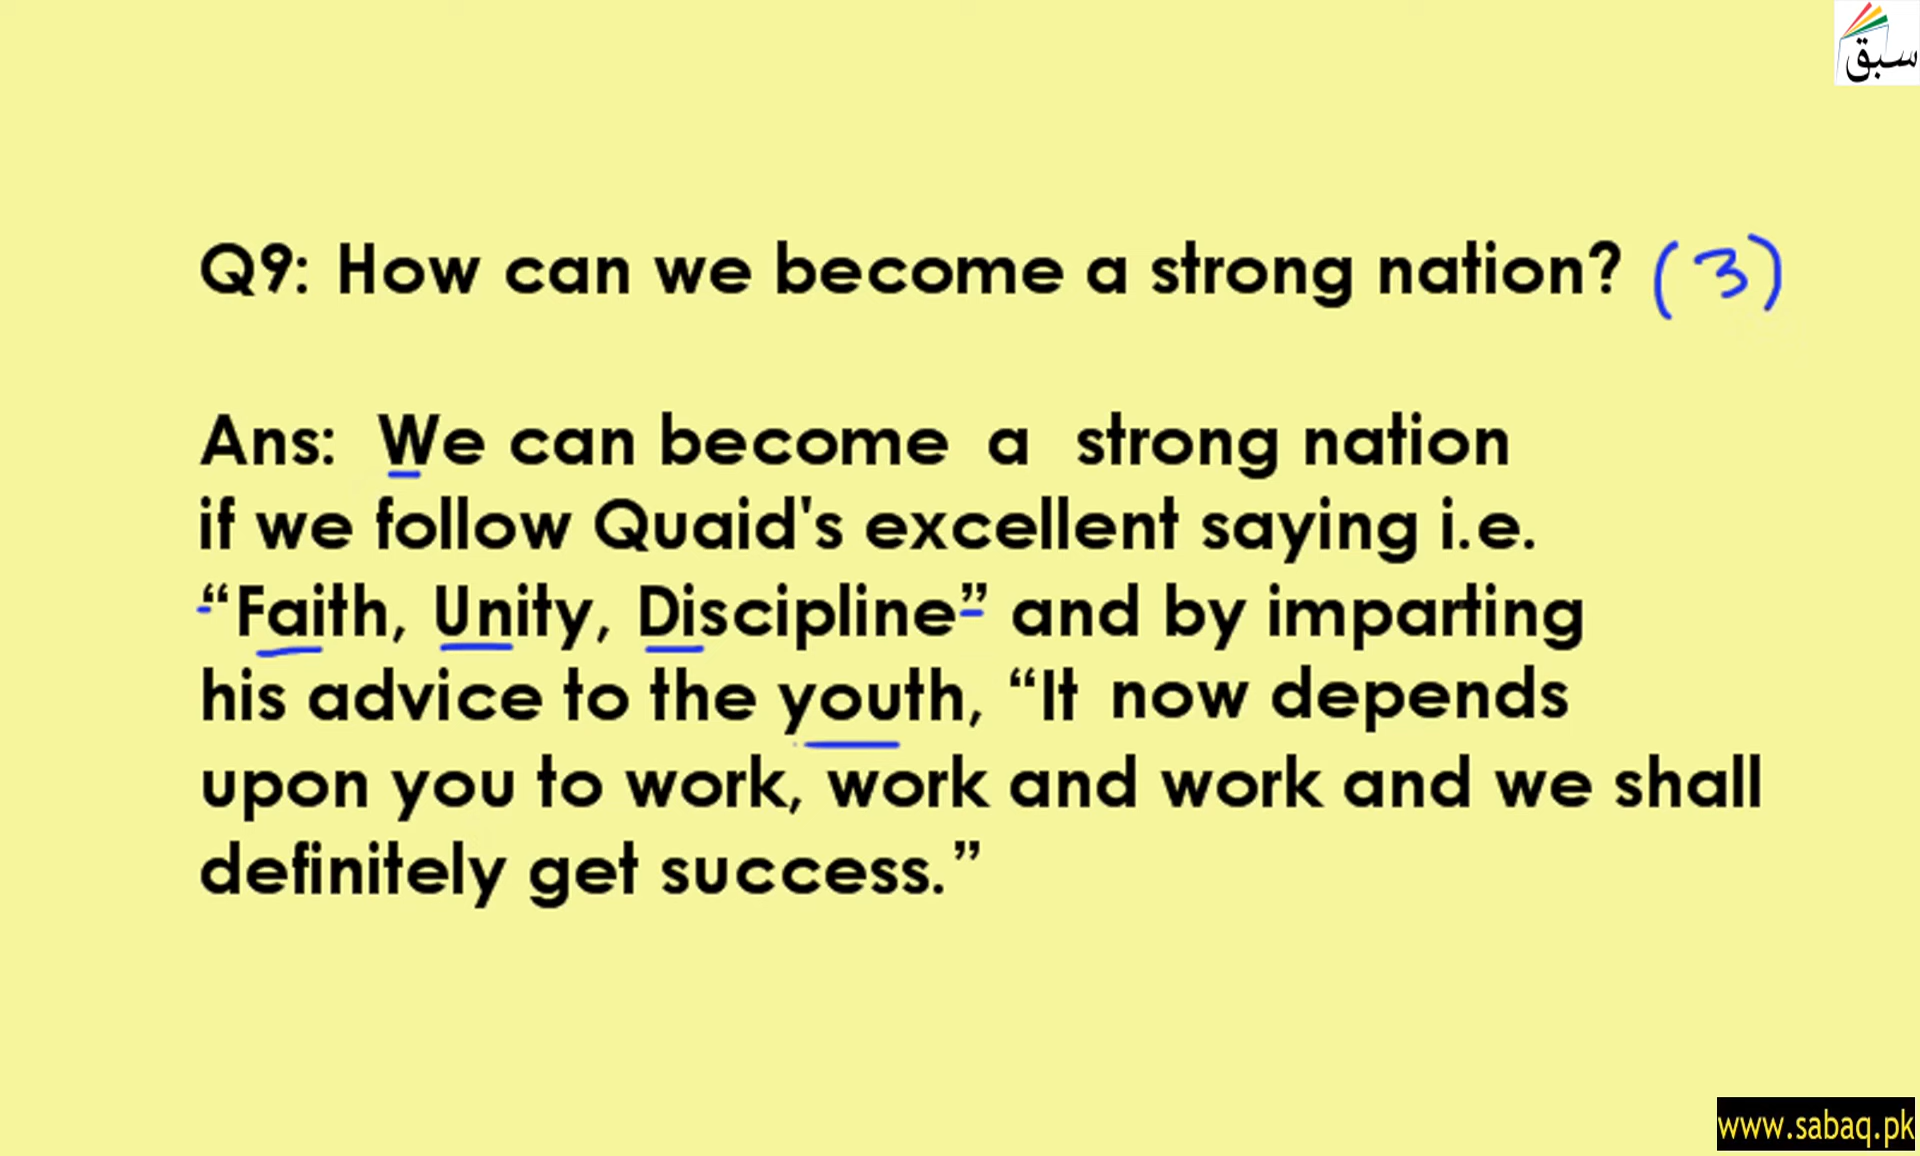 سبق
Q9: How can we become a strong nation? (3)
Ans: We can become a strong nation
if we follow Quaid's excellent saying i.e.
“Faith, Unity, Discipline” and by imparting
his advice to the youth, “It now depends
upon you to work, work and work and we shall
definitely get success.”
www.sabaq.pk